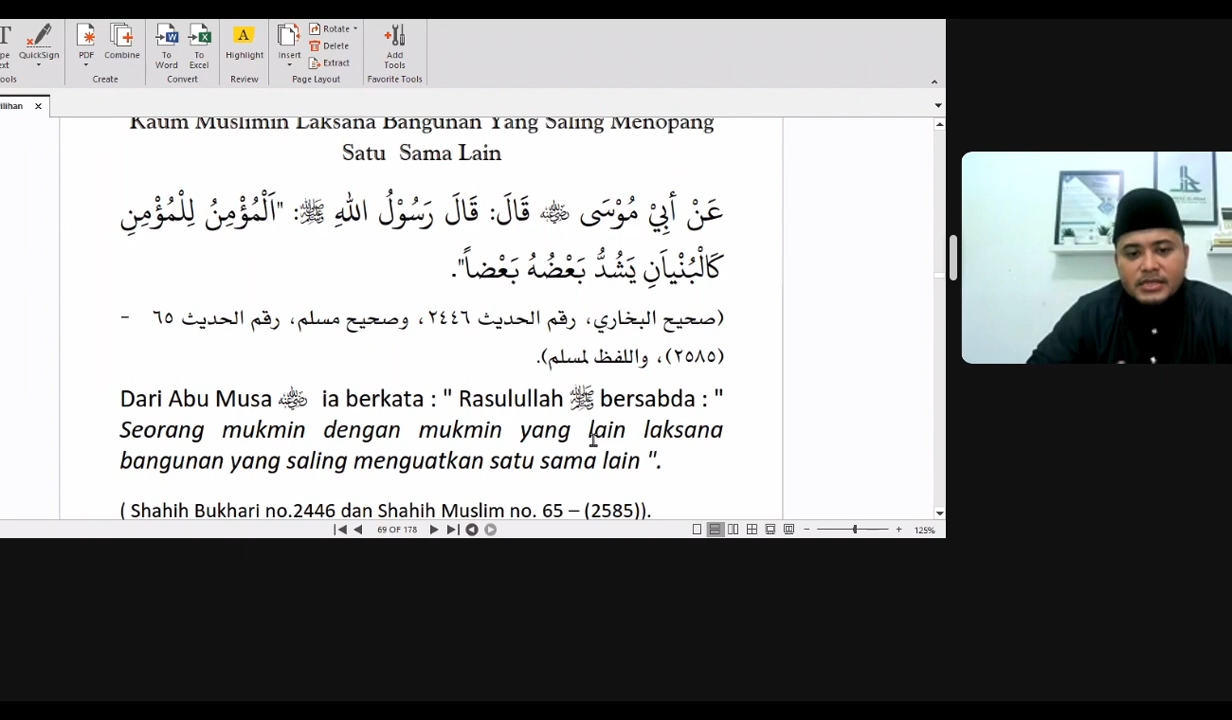 QuickSign
PDF
Combine
To
Word
To
Excel
Highlight
Insert
Rotate
Delete
Extract
Add
Tools
Create
Convert
Review
Page Layout
Favorite Tools
Kaum Muslimin Laksana Bangunan Yang Saling Menopang
Satu Sama Lain
عَنْ أَبِيْ مُوْسَى ﷺ قَالَ: قَالَ رَسُوْلُ اللهِ ﷺ: "اَلْمُؤْمِنُ لِلْمُؤْمِنِ
كَالْبُنْيَانِ يَشُدُّ بَعْضُهُ بَعْضاً".
(صحيح البخاري، رقم الحديث ٢٤٤٦، وصحيح مسلم، رقم الحديث ٦٥ -
(٢٥٨٥)، واللفظ لمسلم).
Dari Abu Musa ia berkata : " Rasulullah ﷺ bersabda : "
Seorang mukmin dengan mukmin yang lain laksana
bangunan yang saling menguatkan satu sama lain ".
( Shahih Bukhari no.2446 dan Shahih Muslim no. 65 – (2585)).
69 OF 178
125%